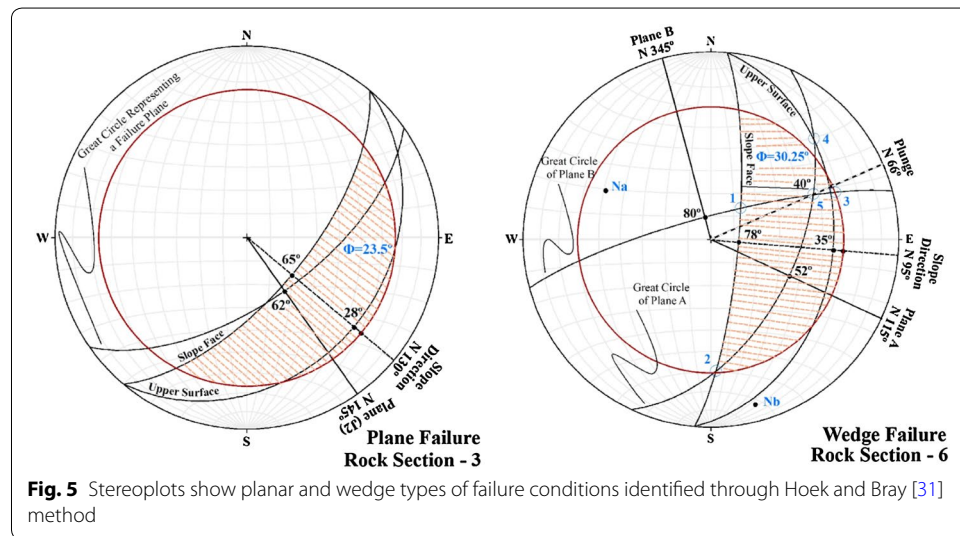 N
Great Circle Representing
a Failure Plane
W
E
Φ=23.5°
65°
62°
28°
Slope Face
Upper Surface
Slope
Direction
N 130°
Plane (J2)
N 145°
S
Plane Failure
Rock Section - 3
Plane B
N 345°
N
Upper Surface
Slope Face
Φ=30.25°
4
Plunge
N 66°
Great Circle
of Plane B
Na
40°
1
5
3
80°
W
78°
35°
E
Slope
Direction
N 95°
52°
Great Circle
of Plane A
Plane A
N 115°
2
Nb
S
Wedge Failure
Rock Section - 6
Fig. 5 Stereoplots show planar and wedge types of failure conditions identified through Hoek and Bray [31]
method